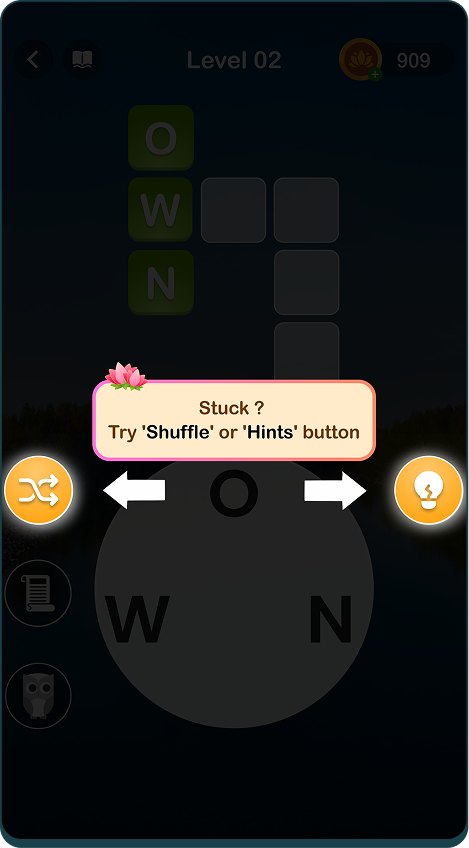 Level 02
909
O
W
N
Stuck ?
Try 'Shuffle' or 'Hints' button
O
W N